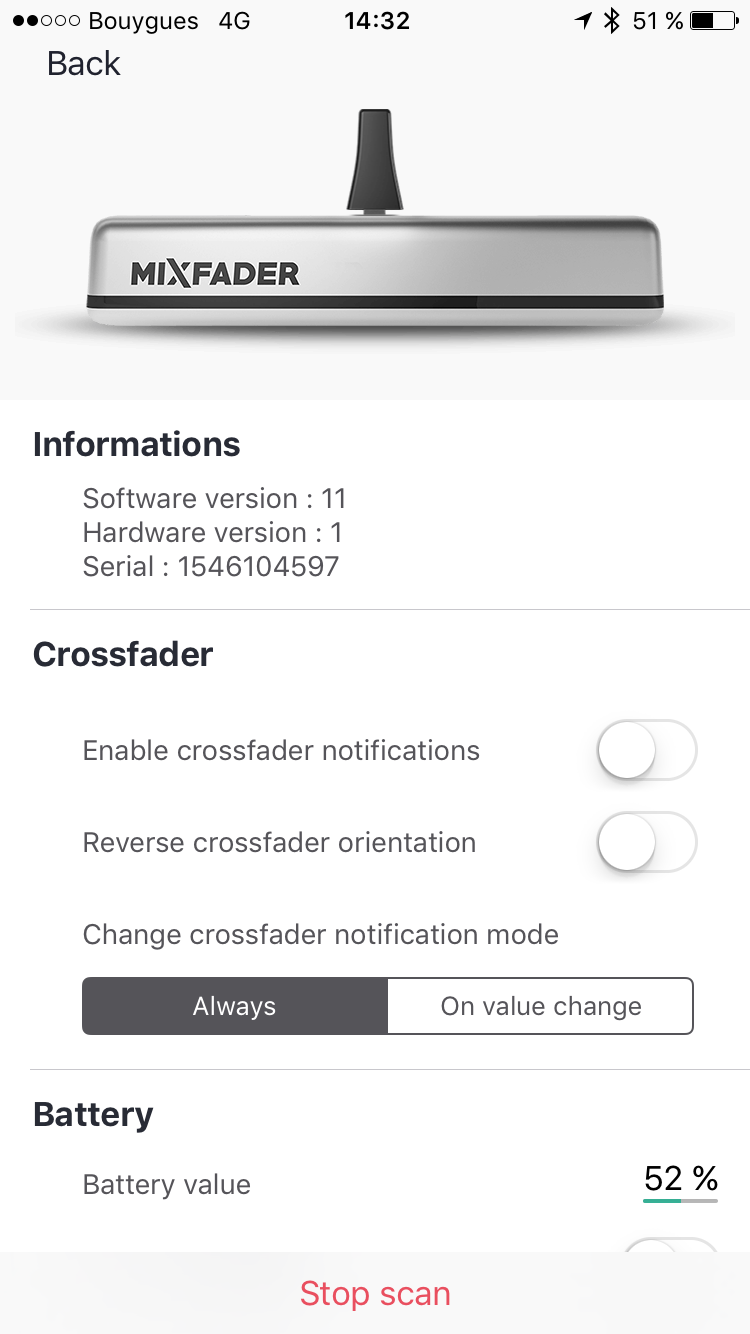 Bouygues 4G 14:32 51 %
Back
MIXFADER
Informations
Software version : 11
Hardware version : 1
Serial : 1546104597
Crossfader
Enable crossfader notifications
Reverse crossfader orientation
Change crossfader notification mode
Always On value change
Battery
Battery value 52 %
Stop scan